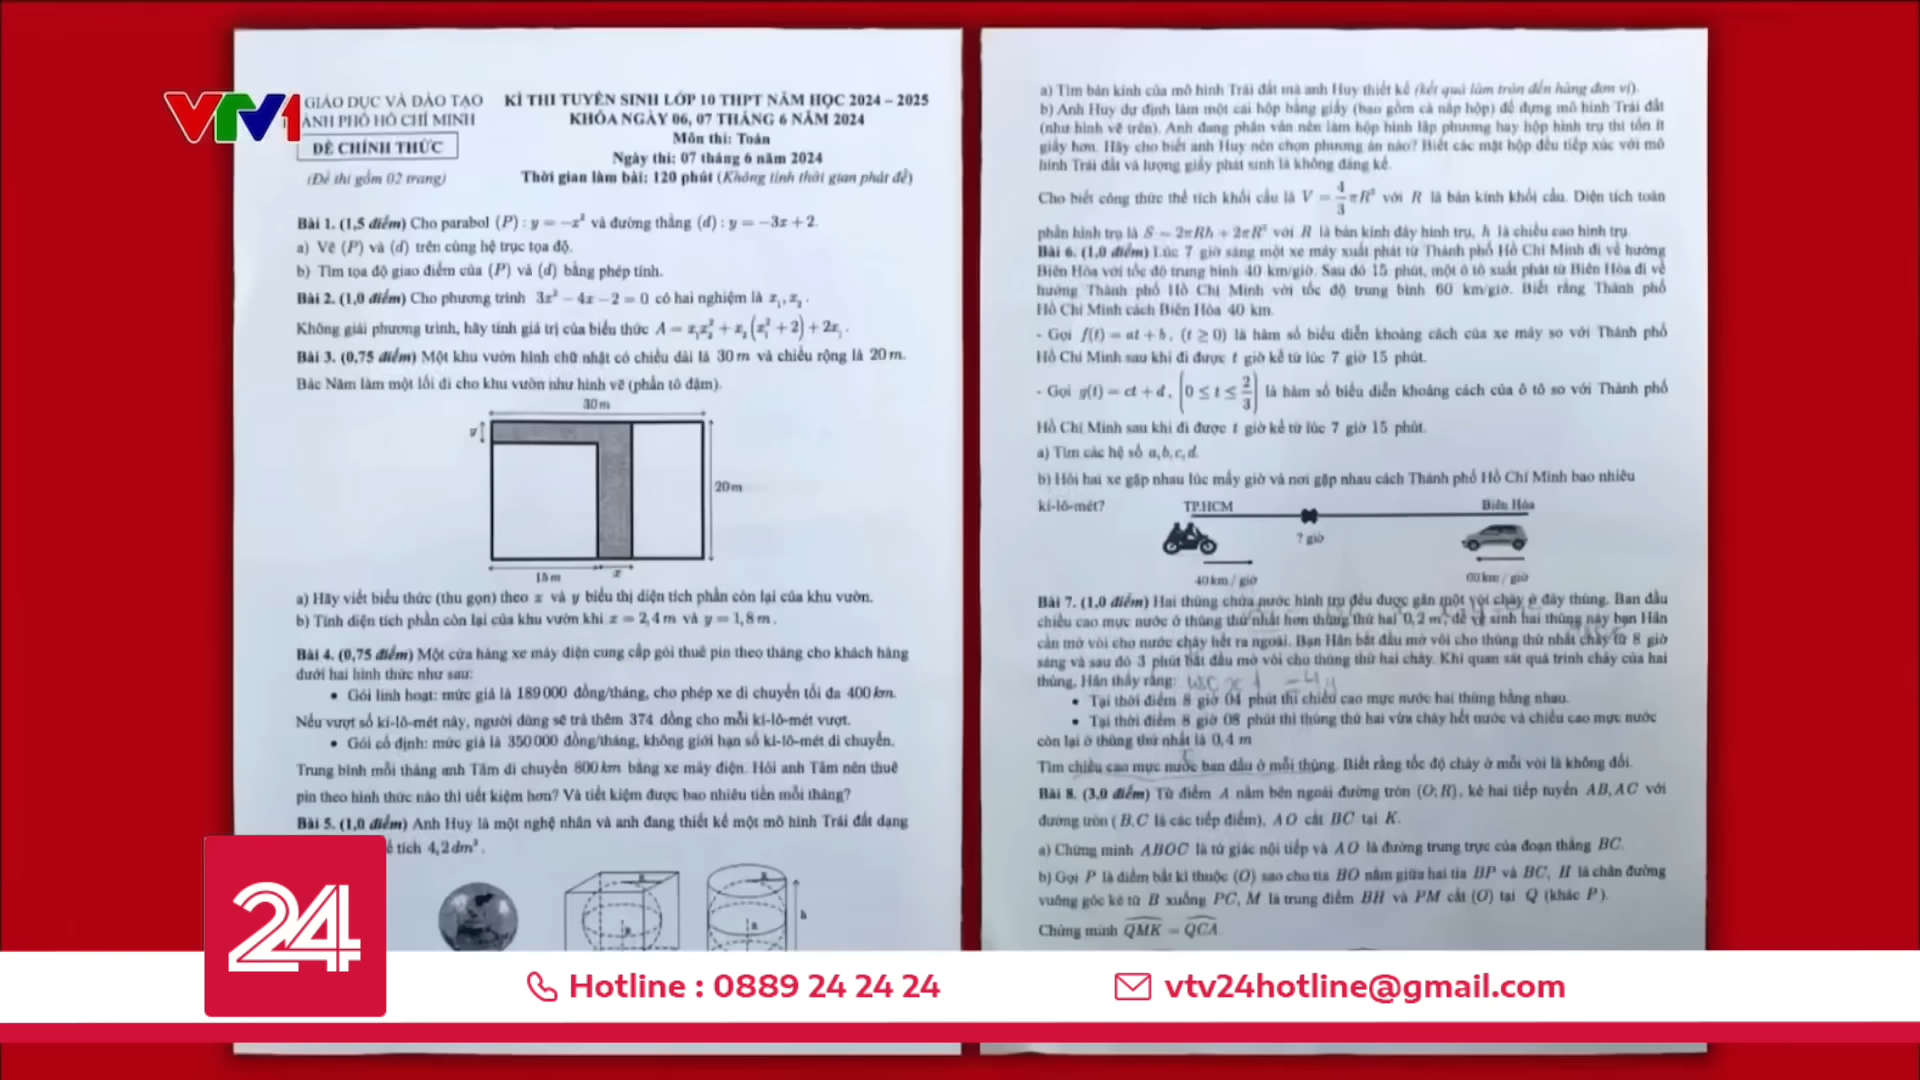 VTV1
GIÁO DỤC VÀ ĐÀO TẠO
THÀNH PHỐ HỒ CHÍ MINH
ĐỀ CHÍNH THỨC
(Đề thi gồm 02 trang)
KÌ THI TUYỂN SINH LỚP 10 THPT NĂM HỌC 2024 – 2025
KHÓA NGÀY 06, 07 THÁNG 6 NĂM 2024
Môn thi: Toán
Ngày thi: 07 tháng 6 năm 2024
Thời gian làm bài: 120 phút (Không tính thời gian phát đề)
Bài 1. (1,5 điểm) Cho parabol (P) : y = −x² và đường thẳng (d) : y = −3x + 2.
a) Vẽ (P) và (d) trên cùng hệ trục tọa độ.
b) Tìm tọa độ giao điểm của (P) và (d) bằng phép tính.
Bài 2. (1,0 điểm) Cho phương trình 3x² − 4x − 2 = 0 có hai nghiệm là x₁, x₂.
Không giải phương trình, hãy tính giá trị của biểu thức A = x₁x₂² + x₂(x₁² + 2) + 2x₁.
Bài 3. (0,75 điểm) Một khu vườn hình chữ nhật có chiều dài là 30 m và chiều rộng là 20 m.
Bác Năm làm một lối đi cho khu vườn như hình vẽ (phần tô đậm).
30 m
y
20 m
15 m
x
a) Hãy viết biểu thức (thu gọn) theo x và y biểu thị diện tích phần còn lại của khu vườn.
b) Tính diện tích phần còn lại của khu vườn khi x = 2,4 m và y = 1,8 m.
Bài 4. (0,75 điểm) Một cửa hàng xe máy điện cung cấp gói thuê pin theo tháng cho khách hàng
dưới hai hình thức như sau:
• Gói linh hoạt: mức giá là 189 000 đồng/tháng, cho phép xe di chuyển tối đa 400 km.
Nếu vượt số ki-lô-mét này, người dùng sẽ trả thêm 374 đồng cho mỗi ki-lô-mét vượt.
• Gói cố định: mức giá là 350 000 đồng/tháng, không giới hạn số ki-lô-mét di chuyển.
Trung bình mỗi tháng anh Tâm di chuyển 800 km bằng xe máy điện. Hỏi anh Tâm nên thuê
pin theo hình thức nào thì tiết kiệm hơn? Và tiết kiệm được bao nhiêu tiền mỗi tháng?
Bài 5. (1,0 điểm) Anh Huy là một nghệ nhân và anh đang thiết kế một mô hình Trái đất dạng
tích 4,2 dm³.
R
R
R
R
h
a) Tìm bán kính của mô hình Trái đất mà anh Huy thiết kế (kết quả làm tròn đến hàng đơn vị).
b) Anh Huy dự định làm một cái hộp bằng giấy (bao gồm cả nắp hộp) để đựng mô hình Trái đất
(như hình vẽ trên). Anh đang phân vân nên làm hộp hình lập phương hay hộp hình trụ thì tốn ít
giấy hơn. Hãy cho biết anh Huy nên chọn phương án nào? Biết các mặt hộp đều tiếp xúc với mô
hình Trái đất và lượng giấy phát sinh là không đáng kể.
Cho biết công thức thể tích khối cầu là V = 4/3 πR³ với R là bán kính khối cầu. Diện tích toàn
phần hình trụ là S = 2πRh + 2πR² với R là bán kính đáy hình trụ, h là chiều cao hình trụ.
Bài 6. (1,0 điểm) Lúc 7 giờ sáng một xe máy xuất phát từ Thành phố Hồ Chí Minh đi về hướng
Biên Hòa với tốc độ trung bình 40 km/giờ. Sau đó 15 phút, một ô tô xuất phát từ Biên Hòa đi về
hướng Thành phố Hồ Chí Minh với tốc độ trung bình 60 km/giờ. Biết rằng Thành phố
Hồ Chí Minh cách Biên Hòa 40 km.
- Gọi f(t) = at + b, (t ≥ 0) là hàm số biểu diễn khoảng cách của xe máy so với Thành phố
Hồ Chí Minh sau khi đi được t giờ kể từ lúc 7 giờ 15 phút.
- Gọi g(t) = ct + d, (0 ≤ t ≤ 2/3) là hàm số biểu diễn khoảng cách của ô tô so với Thành phố
Hồ Chí Minh sau khi đi được t giờ kể từ lúc 7 giờ 15 phút.
a) Tìm các hệ số a, b, c, d.
b) Hỏi hai xe gặp nhau lúc mấy giờ và nơi gặp nhau cách Thành phố Hồ Chí Minh bao nhiêu
ki-lô-mét?
TP.HCM
Biên Hòa
? giờ
40 km / giờ
60 km / giờ
Bài 7. (1,0 điểm) Hai thùng chứa nước hình trụ đều được gắn một vòi chảy ở đáy thùng. Ban đầu
chiều cao mực nước ở thùng thứ nhất hơn thùng thứ hai 0,2 m, để vệ sinh hai thùng này bạn Hân
cần mở vòi cho nước chảy hết ra ngoài. Bạn Hân bắt đầu mở vòi cho thùng thứ nhất chảy từ 8 giờ
sáng và sau đó 3 phút bắt đầu mở vòi cho thùng thứ hai chảy. Khi quan sát quá trình chảy của hai
thùng, Hân thấy rằng:
• Tại thời điểm 8 giờ 04 phút thì chiều cao mực nước hai thùng bằng nhau.
• Tại thời điểm 8 giờ 08 phút thì thùng thứ hai vừa chảy hết nước và chiều cao mực nước
còn lại ở thùng thứ nhất là 0,4 m
Tìm chiều cao mực nước ban đầu ở mỗi thùng. Biết rằng tốc độ chảy ở mỗi vòi là không đổi.
Bài 8. (3,0 điểm) Từ điểm A nằm bên ngoài đường tròn (O; R), kẻ hai tiếp tuyến AB, AC với
đường tròn (B, C là các tiếp điểm), AO cắt BC tại K.
a) Chứng minh ABOC là tứ giác nội tiếp và AO là đường trung trực của đoạn thẳng BC.
b) Gọi P là điểm bất kì thuộc (O) sao cho tia BO nằm giữa hai tia BP và BC, H là chân đường
vuông góc kẻ từ B xuống PC, M là trung điểm BH và PM cắt (O) tại Q (khác P).
Chứng minh QMK = QCA.
24
Hotline : 0889 24 24 24
vtv24hotline@gmail.com